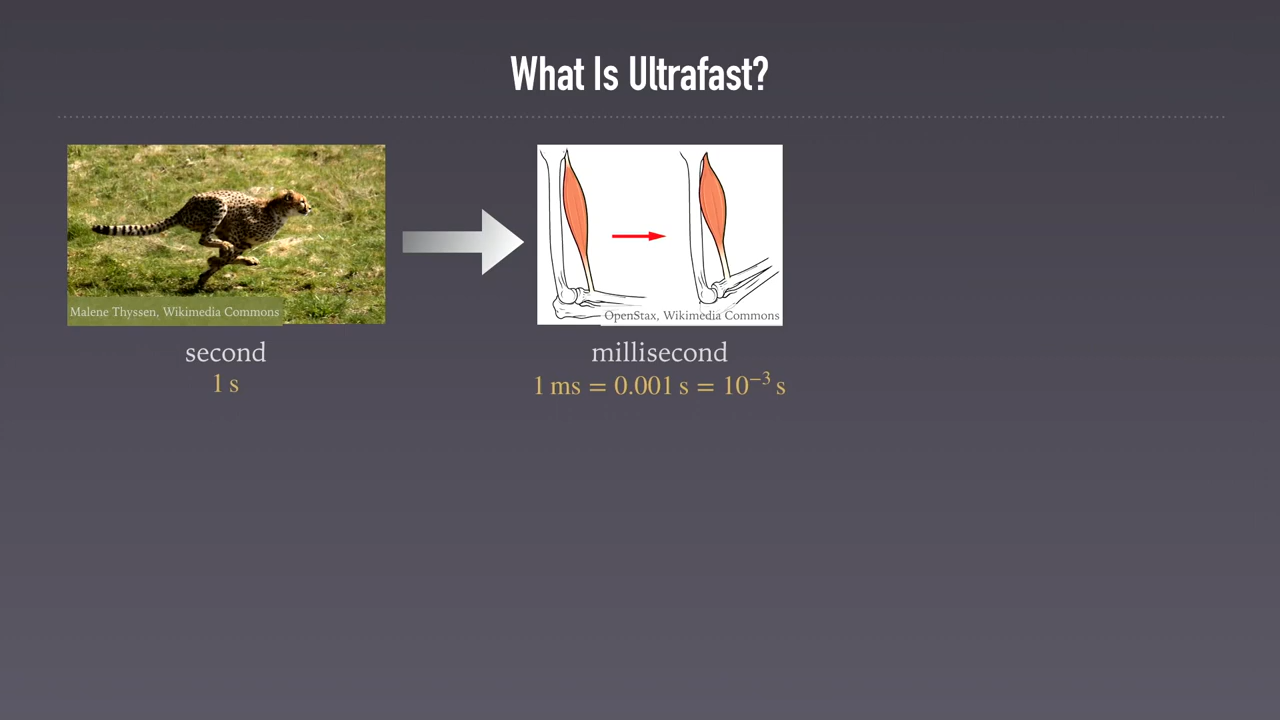 What Is Ultrafast?
Malene Thyssen, Wikimedia Commons
OpenStax, Wikimedia Commons
second
millisecond
1 s
1 ms = 0.001 s = 10⁻³ s